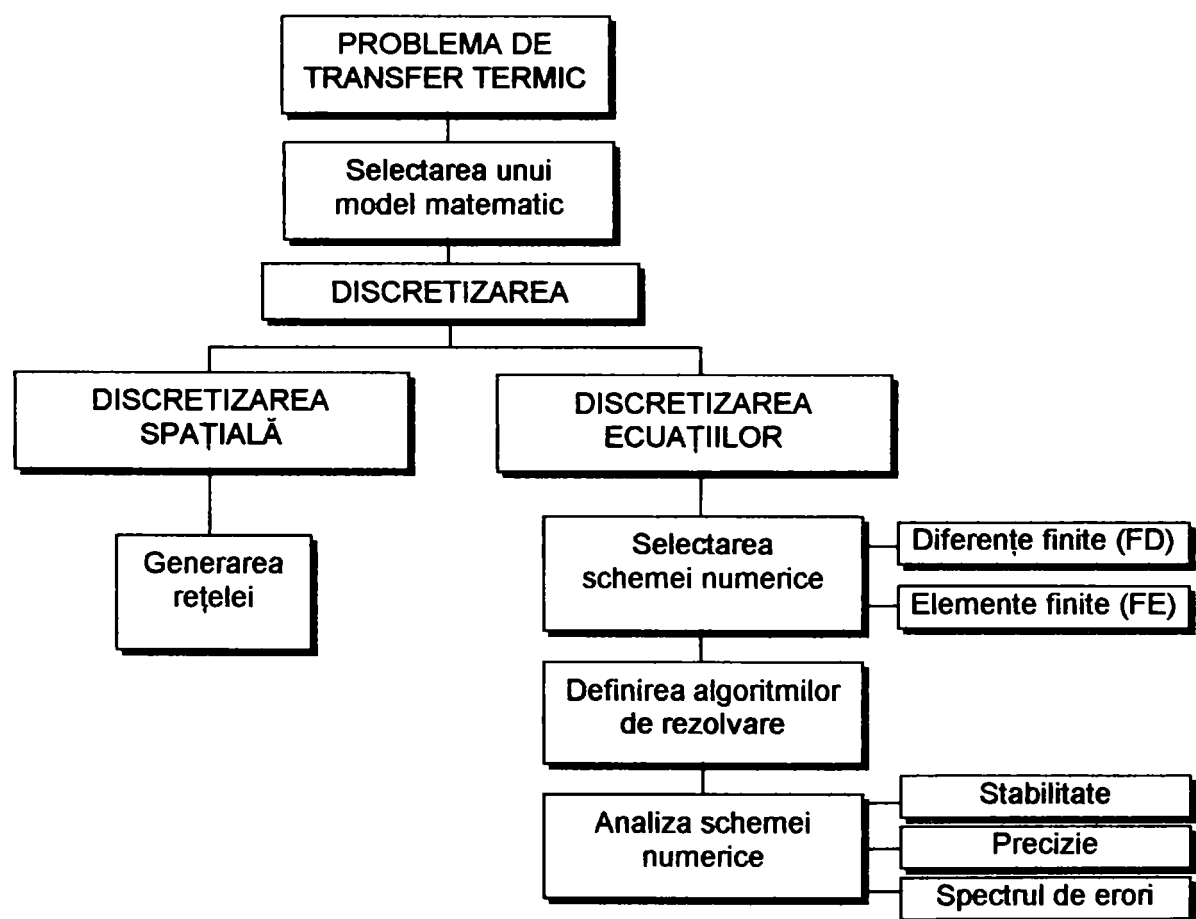 PROBLEMA DE
TRANSFER TERMIC
Selectarea unui
model matematic
DISCRETIZAREA
DISCRETIZAREA
SPAȚIALĂ
DISCRETIZAREA
ECUAȚIILOR
Generarea
rețelei
Selectarea
schemei numerice
Diferențe finite (FD)
Elemente finite (FE)
Definirea algoritmilor
de rezolvare
Analiza schemei
numerice
Stabilitate
Precizie
Spectrul de erori